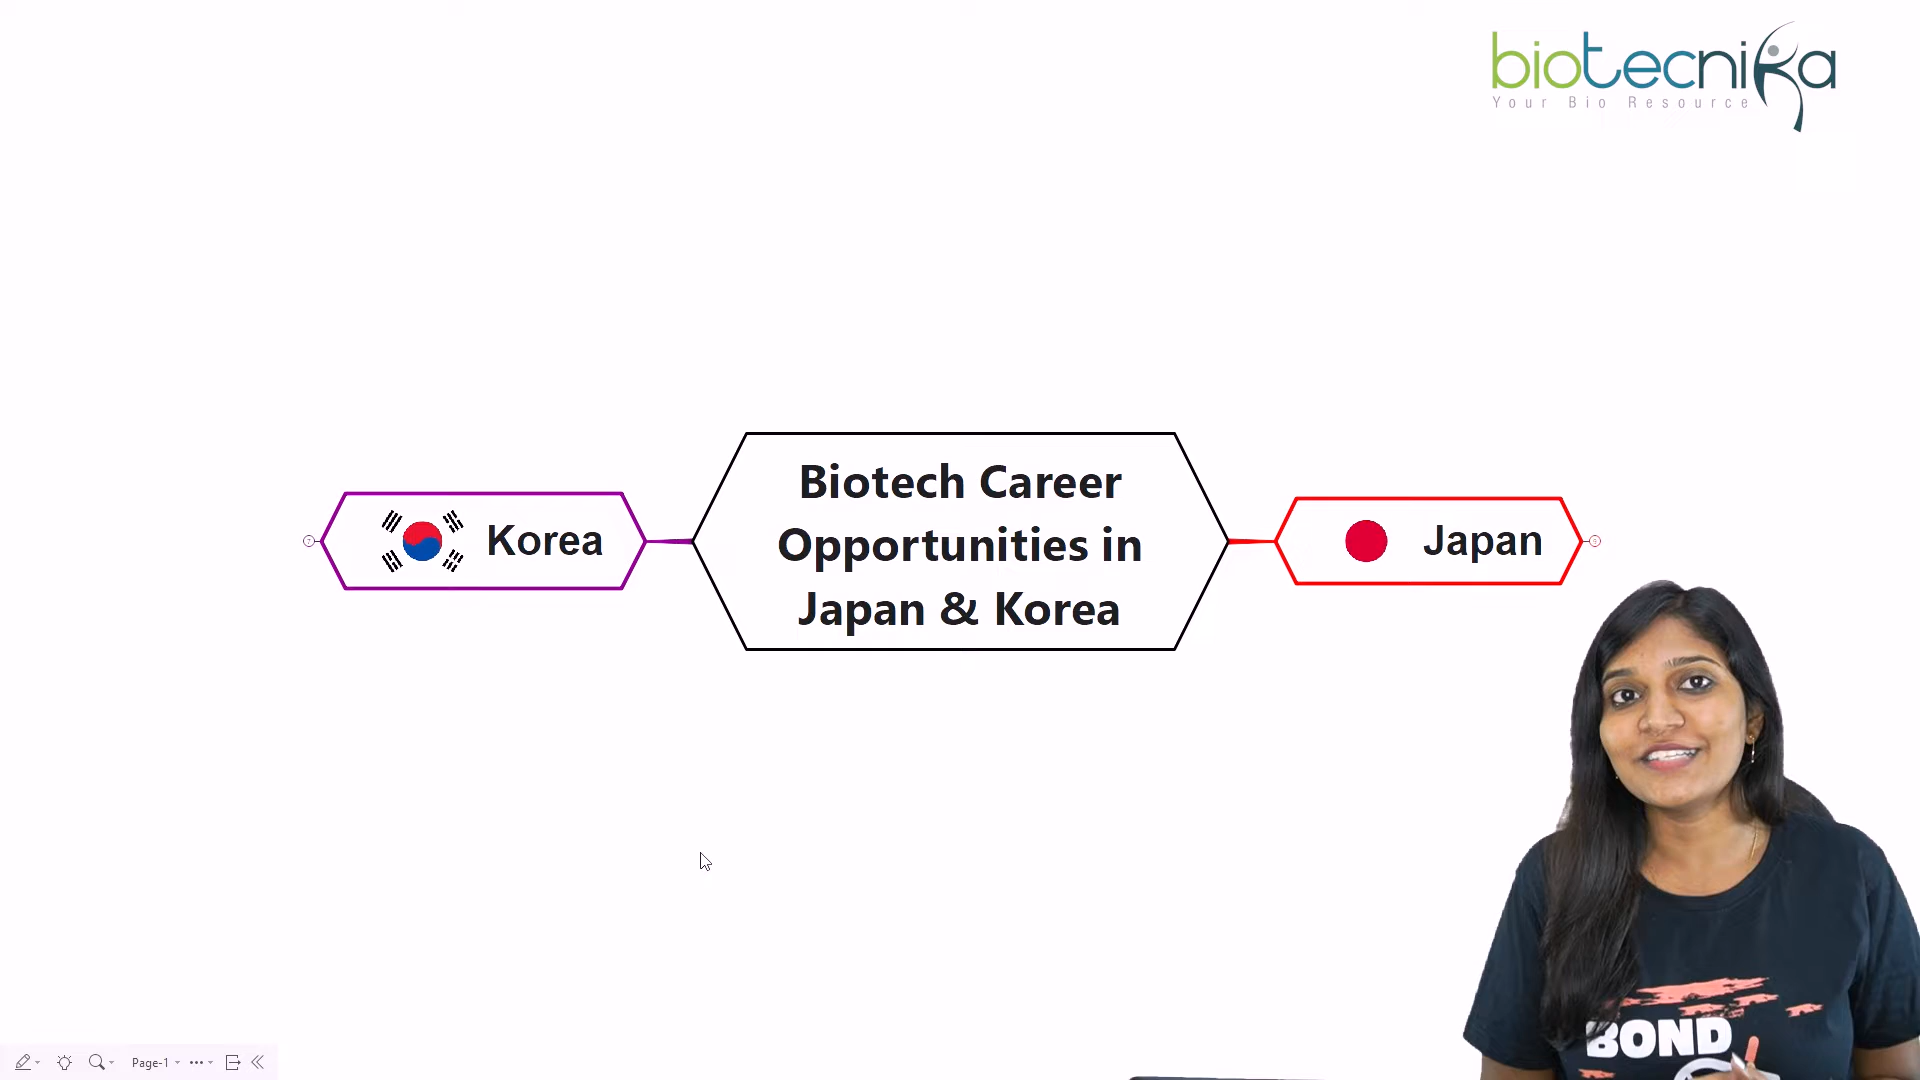 biotecnika
Your Bio Resource
Biotech Career
Opportunities in
Japan & Korea
Korea
Japan
BOND
Page-1